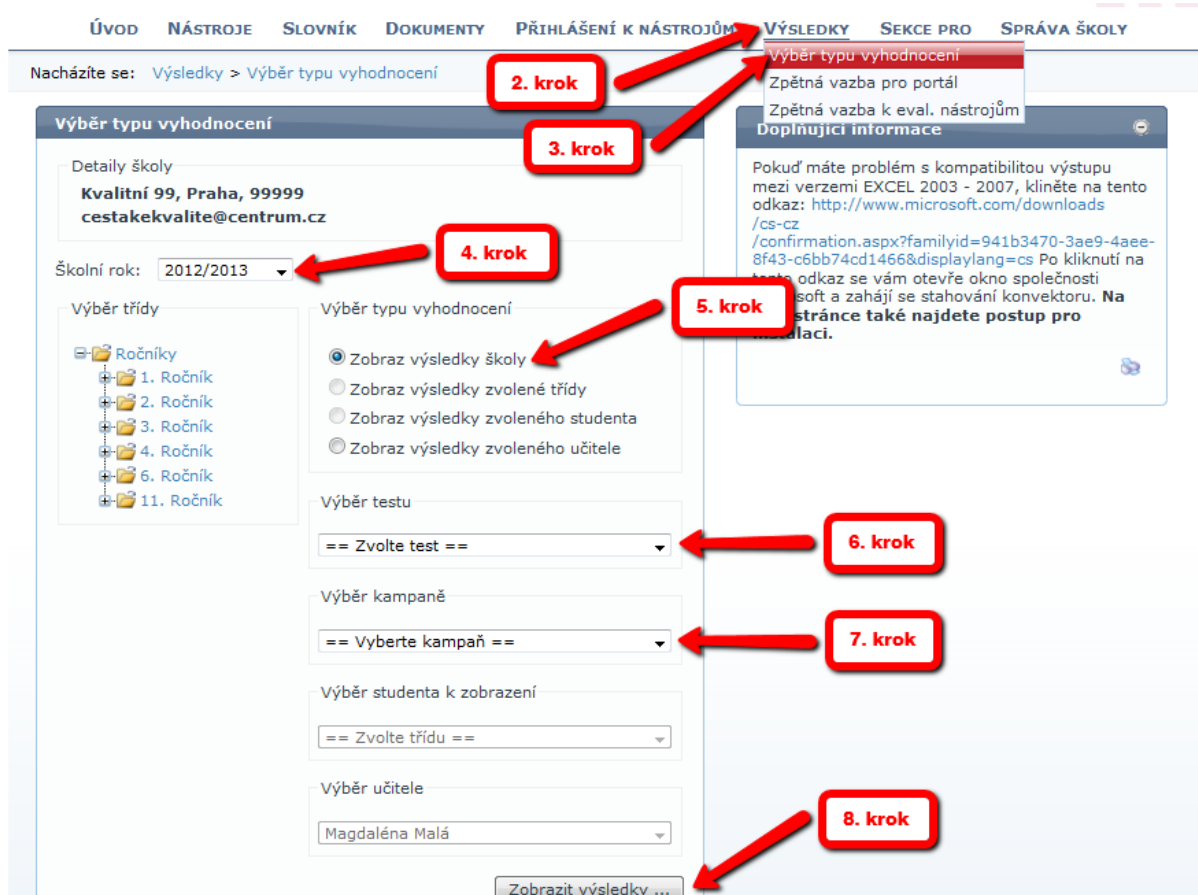 Úvod Nástroje Slovník Dokumenty Přihlášení k nástrojům Výsledky Sekce pro Správa školy
Nacházíte se: Výsledky > Výběr typu vyhodnocení
2. krok
Výběr typu vyhodnocení
Zpětná vazba pro portál
Zpětná vazba k eval. nástrojům
3. krok
Výběr typu vyhodnocení
Detaily školy
Kvalitní 99, Praha, 99999
cestakekvalite@centrum.cz
4. krok
Školní rok: 2012/2013
Výběr třídy
Ročníky
1. Ročník
2. Ročník
3. Ročník
4. Ročník
6. Ročník
11. Ročník
Výběr typu vyhodnocení
5. krok
Zobraz výsledky školy
Zobraz výsledky zvolené třídy
Zobraz výsledky zvoleného studenta
Zobraz výsledky zvoleného učitele
Výběr testu
== Zvolte test ==
6. krok
Výběr kampaně
== Vyberte kampaň ==
7. krok
Výběr studenta k zobrazení
== Zvolte třídu ==
Výběr učitele
Magdaléna Malá
8. krok
Zobrazit výsledky ...
Doplňující informace
Pokuď máte problém s kompatibilitou výstupu
mezi verzemi EXCEL 2003 - 2007, kliněte na tento
odkaz: http://www.microsoft.com/downloads
/cs-cz
/confirmation.aspx?familyid=941b3470-3ae9-4aee-
8f43-c6bb74cd1466&displaylang=cs Po kliknutí na
odkaz se vám otevře okno společnosti
a zahájí se stahování konvektoru. Na
stránce také najdete postup pro
instalaci.